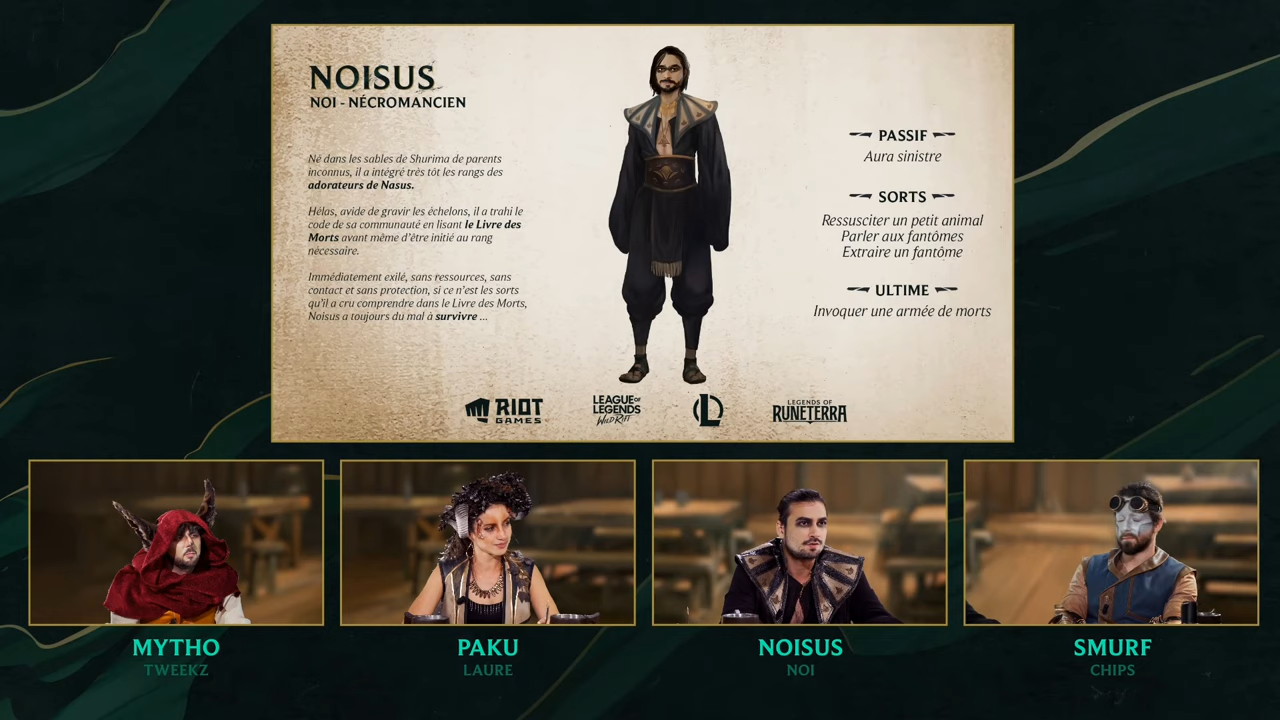 NOISUS
NOI - NÉCROMANCIEN
Né dans les sables de Shurima de parents
inconnus, il a intégré très tôt les rangs des
adorateurs de Nasus.
Hélas, avide de gravir les échelons, il a trahi le
code de sa communauté en lisant le Livre des
Morts avant même d'être initié au rang
nécessaire.
Immédiatement exilé, sans ressources, sans
contact et sans protection, si ce n'est les sorts
qu'il a cru comprendre dans le Livre des Morts,
Noisus a toujours du mal à survivre ...
PASSIF
Aura sinistre
SORTS
Ressusciter un petit animal
Parler aux fantômes
Extraire un fantôme
ULTIME
Invoquer une armée de morts
RIOT
GAMES
LEAGUE OF
LEGENDS
WILD RIFT
L
LEGENDS OF
RUNETERRA
MYTHO
TWEEKZ
PAKU
LAURE
NOISUS
NOI
SMURF
CHIPS